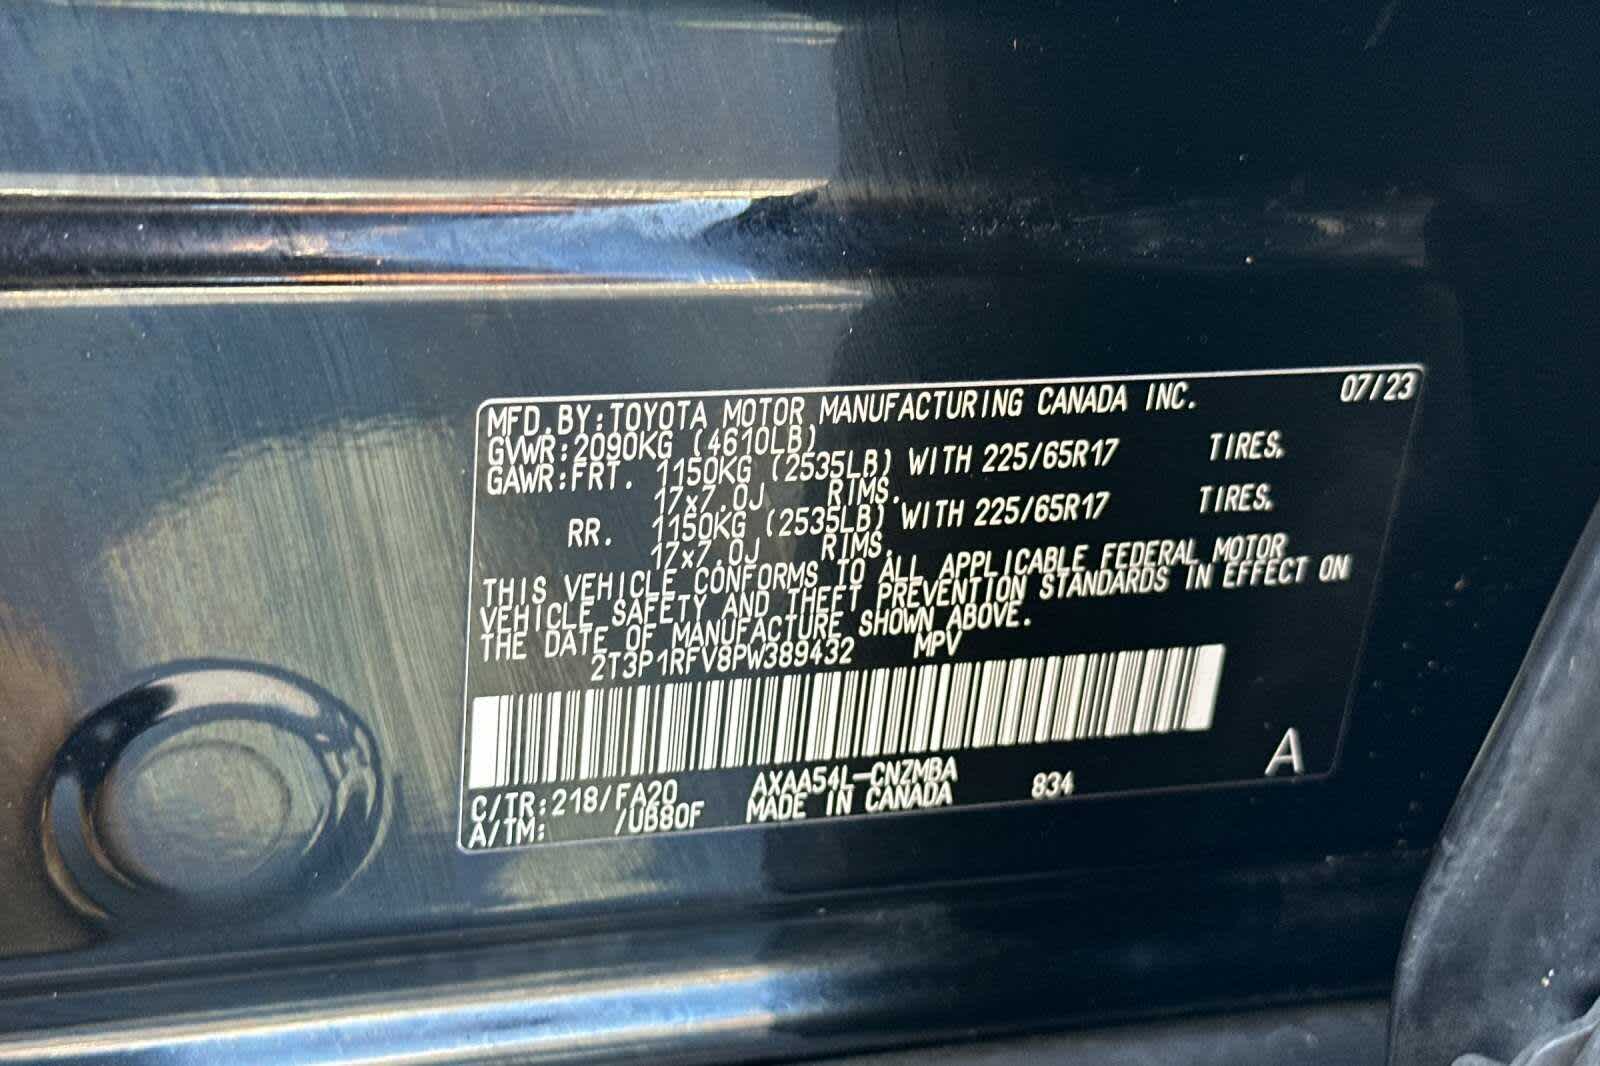 MFD.BY:TOYOTA MOTOR MANUFACTURING CANADA INC. 07/23
GVWR:2090KG (4610LB)
GAWR:FRT. 1150KG (2535LB) WITH 225/65R17 TIRES,
17x7.0J RIMS.
RR. 1150KG (2535LB) WITH 225/65R17 TIRES,
17x7.0J RIMS,
THIS VEHICLE CONFORMS TO ALL APPLICABLE FEDERAL MOTOR
VEHICLE SAFETY AND THEFT PREVENTION STANDARDS IN EFFECT ON
THE DATE OF MANUFACTURE SHOWN ABOVE.
2T3P1RFV8PW389432 MPV
A
C/TR:218/FA20 AXAA54L-CNZMBA 834
A/TM: /UB80F MADE IN CANADA